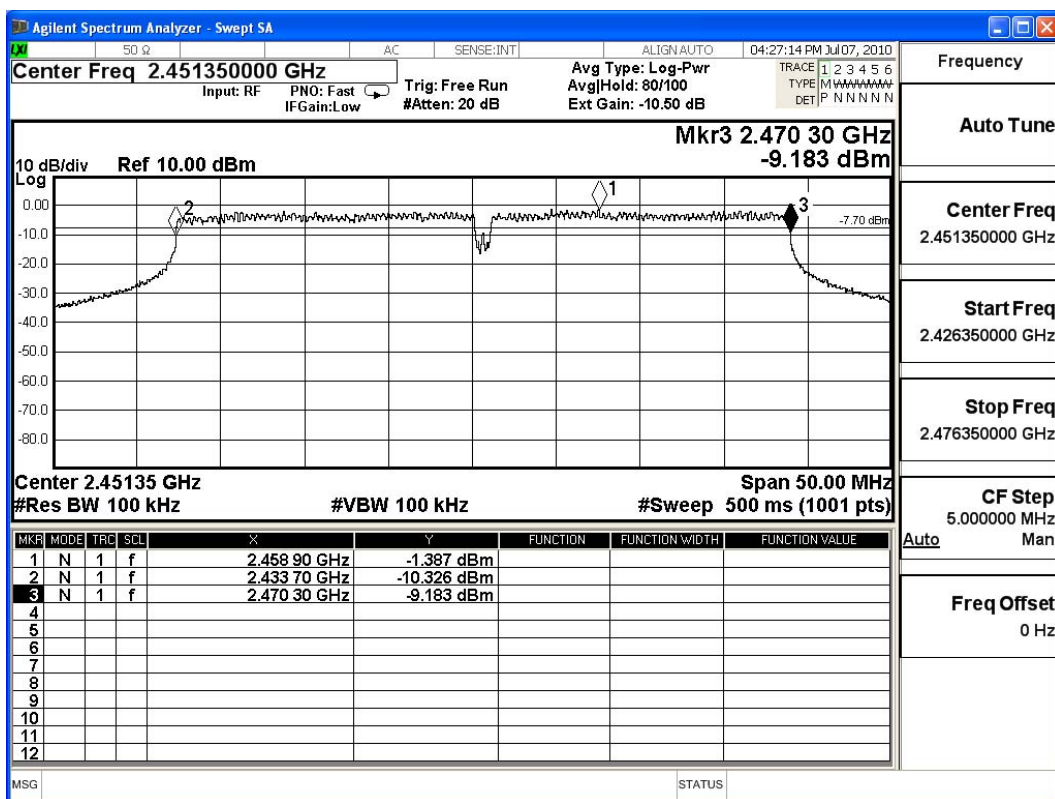 Agilent Spectrum Analyzer - Swept SA
LXI 50 Ω AC SENSE:INT ALIGN AUTO 04:27:14 PM Jul 07, 2010
Center Freq 2.451350000 GHz
Input: RF
PNO: Fast
IFGain:Low
Trig: Free Run
#Atten: 20 dB
Avg Type: Log-Pwr
Avg|Hold: 80/100
Ext Gain: -10.50 dB
TRACE 1 2 3 4 5 6
TYPE M
DET P N N N N N
Mkr3 2.470 30 GHz
-9.183 dBm
10 dB/div Ref 10.00 dBm
Log
0.00
-10.0
-20.0
-30.0
-40.0
-50.0
-60.0
-70.0
-80.0
2
1
3
-7.70 dBm
Center 2.45135 GHz Span 50.00 MHz
#Res BW 100 kHz #VBW 100 kHz #Sweep 500 ms (1001 pts)
MKR MODE TRC SCL X Y FUNCTION FUNCTION WIDTH FUNCTION VALUE
1 N 1 f 2.458 90 GHz -1.387 dBm
2 N 1 f 2.433 70 GHz -10.326 dBm
3 N 1 f 2.470 30 GHz -9.183 dBm
4
5
6
7
8
9
10
11
12
MSG STATUS
Frequency
Auto Tune
Center Freq
2.451350000 GHz
Start Freq
2.426350000 GHz
Stop Freq
2.476350000 GHz
CF Step
5.000000 MHz
Auto Man
Freq Offset
0 Hz